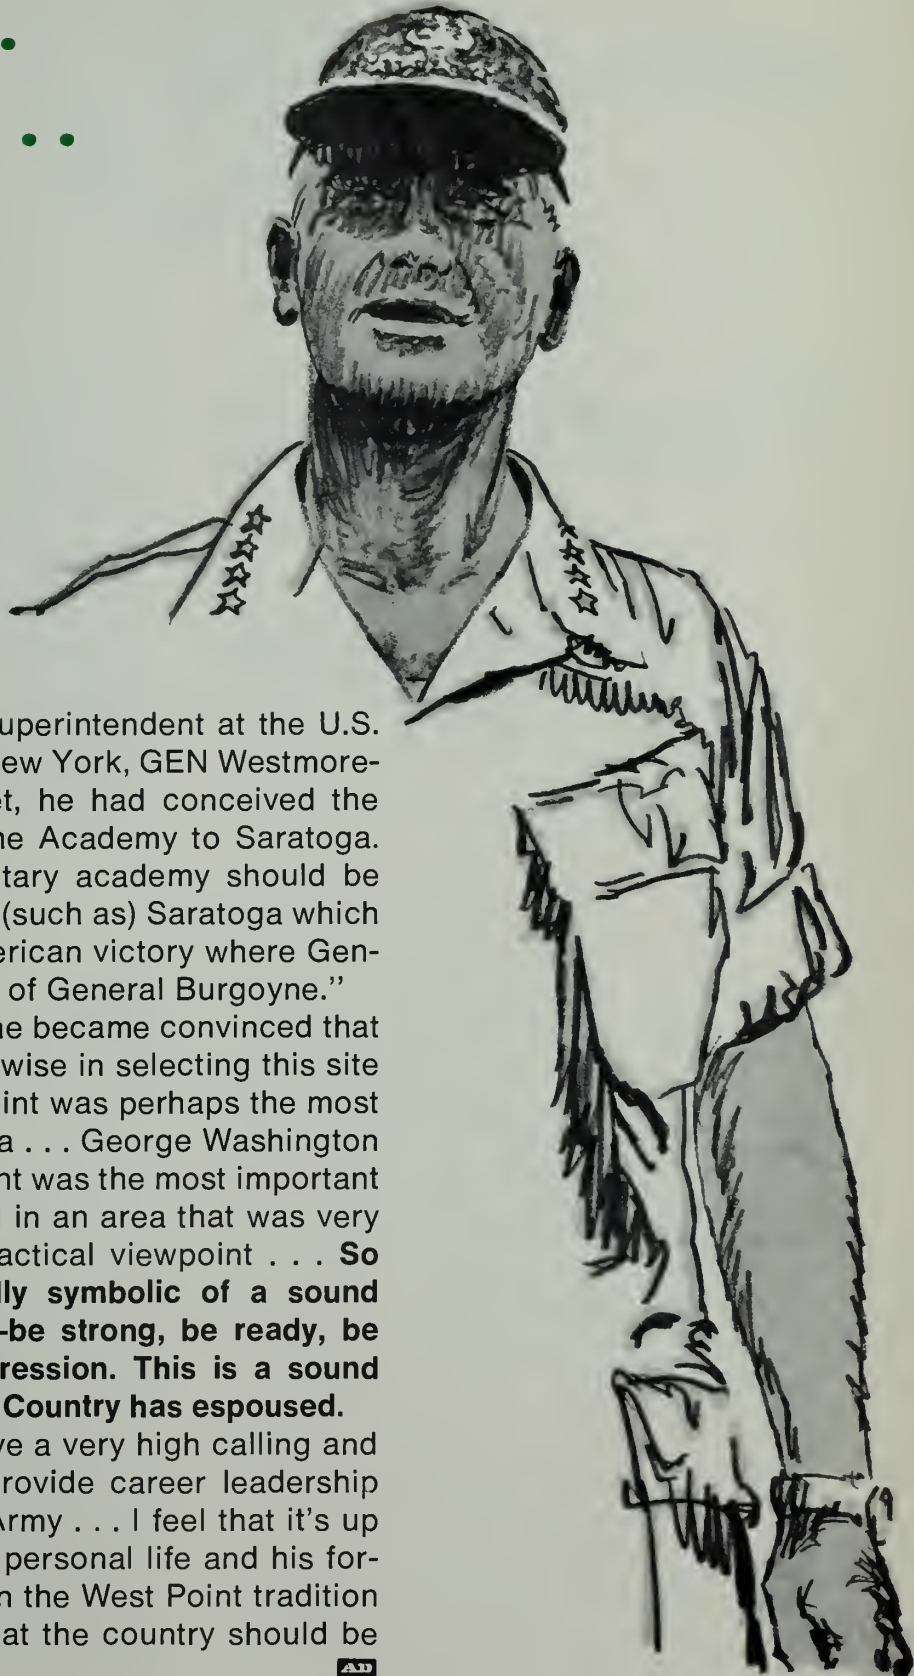 uperintendent at the U.S.
ew York, GEN Westmore-
t, he had conceived the
ne Academy to Saratoga.
tary academy should be
(such as) Saratoga which
erican victory where Gen-
of General Burgoyne."
ne became convinced that
wise in selecting this site
int was perhaps the most
a . . . George Washington
nt was the most important
in an area that was very
actical viewpoint . . . So
lly symbolic of a sound
-be strong, be ready, be
ression. This is a sound
Country has espoused.
ve a very high calling and
rovide career leadership
Army . . . I feel that it's up
personal life and his for-
n the West Point tradition
at the country should be
AD